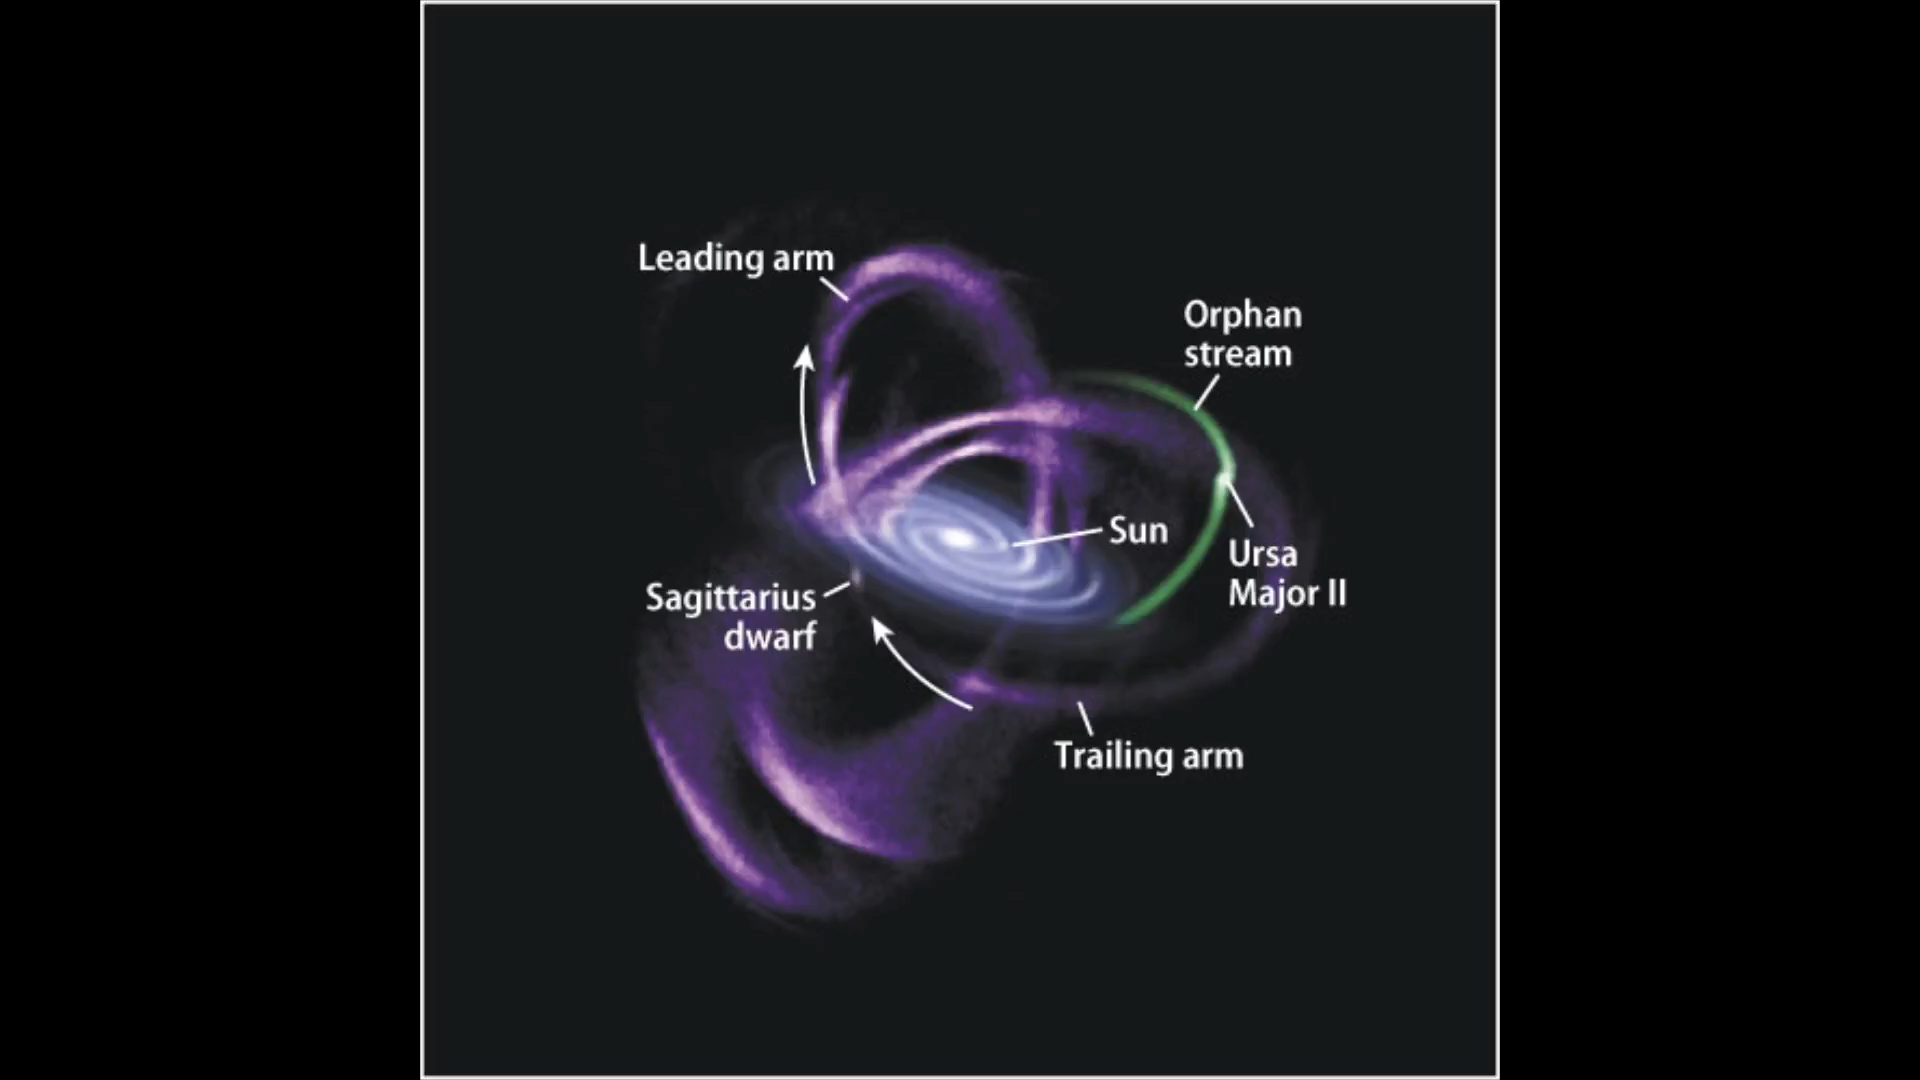 Leading arm
Orphan
stream
Sun
Ursa
Major II
Sagittarius
dwarf
Trailing arm